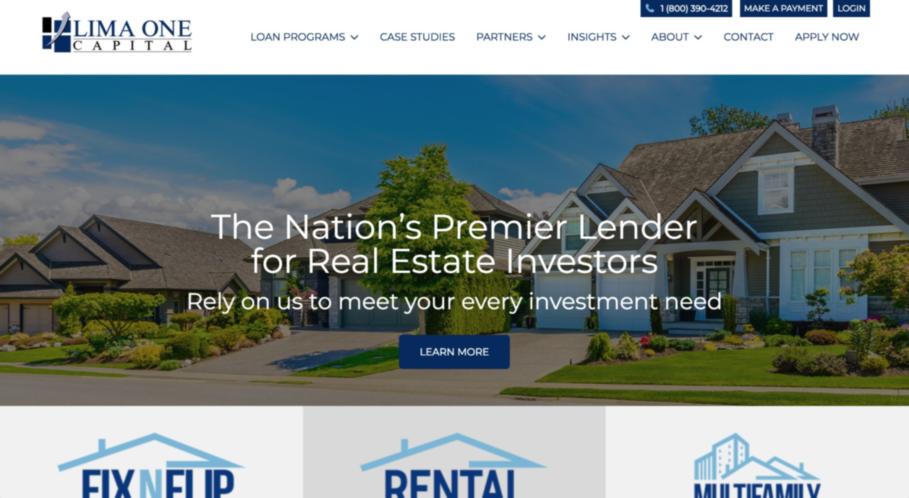 1 (800) 390-4212 MAKE A PAYMENT LOGIN
LIMA ONE
CAPITAL
LOAN PROGRAMS CASE STUDIES PARTNERS INSIGHTS ABOUT CONTACT APPLY NOW
The Nation's Premier Lender
for Real Estate Investors
Rely on us to meet your every investment need
LEARN MORE
FIXNFLIP RENTAL MULTIFAMILY